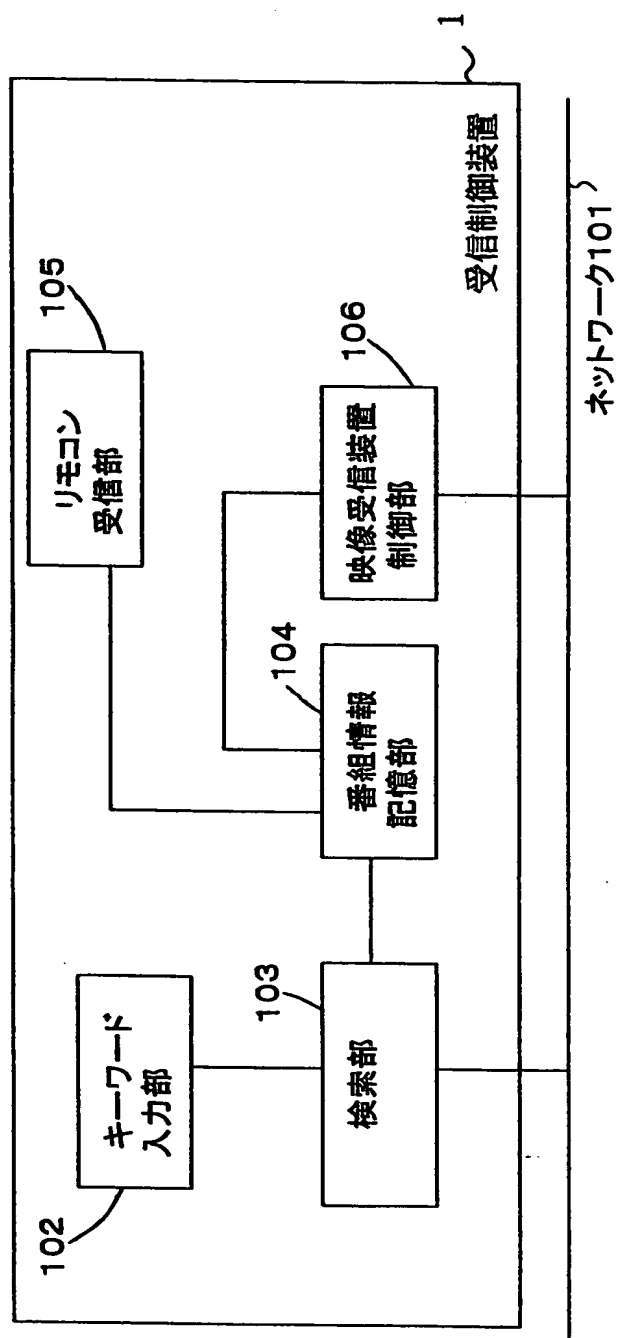 キーワード
入力部
102
検索部
103
番組情報
記憶部
104
リモコン
受信部
105
映像受信装置
制御部
106
受信制御装置
1
ネットワーク101